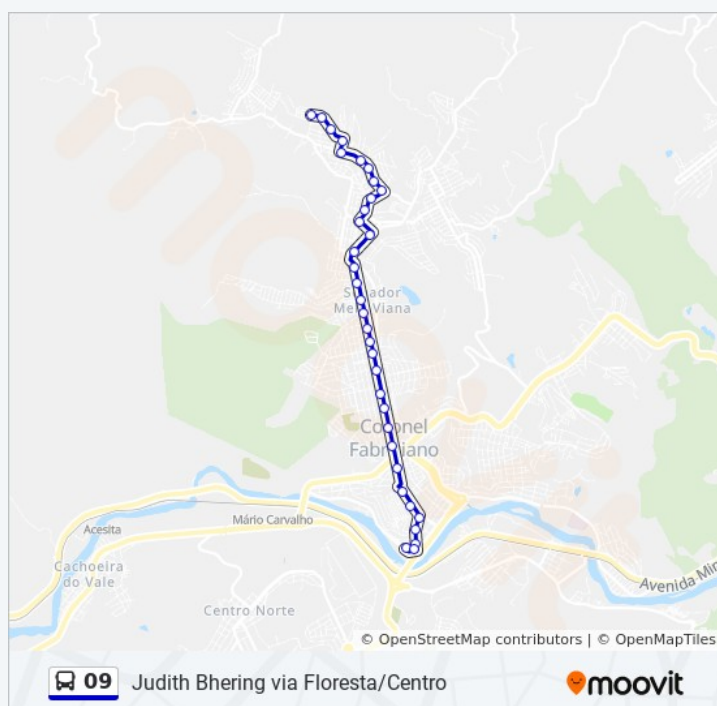 Senador
Melo Viana
Coronel
Fabriciano
Mário Carvalho
Acesita
Cachoeira
do Vale
Centro Norte
Avenida Min
© OpenStreetMap contributors | © OpenMapTiles
09 Judith Bhering via Floresta/Centro
moovit